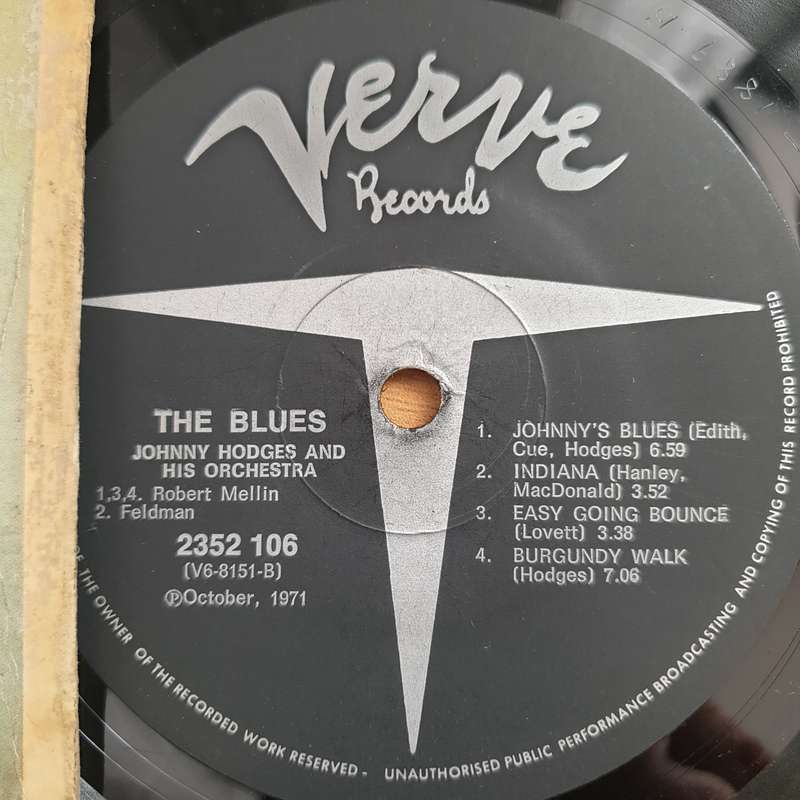 Verve
Records
THE BLUES
JOHNNY HODGES AND
HIS ORCHESTRA
1,3,4. Robert Mellin
2. Feldman
2352 106
(V6-8151-B)
ⓅOctober, 1971
1. JOHNNY'S BLUES (Edith,
Cue, Hodges) 6.59
2. INDIANA (Hanley,
MacDonald) 3.52
3. EASY GOING BOUNCE
(Lovett) 3.38
4. BURGUNDY WALK
(Hodges) 7.06
OF THE OWNER OF THE RECORDED WORK RESERVED - UNAUTHORISED PUBLIC PERFORMANCE BROADCASTING AND COPYING OF THIS RECORD PROHIBITED